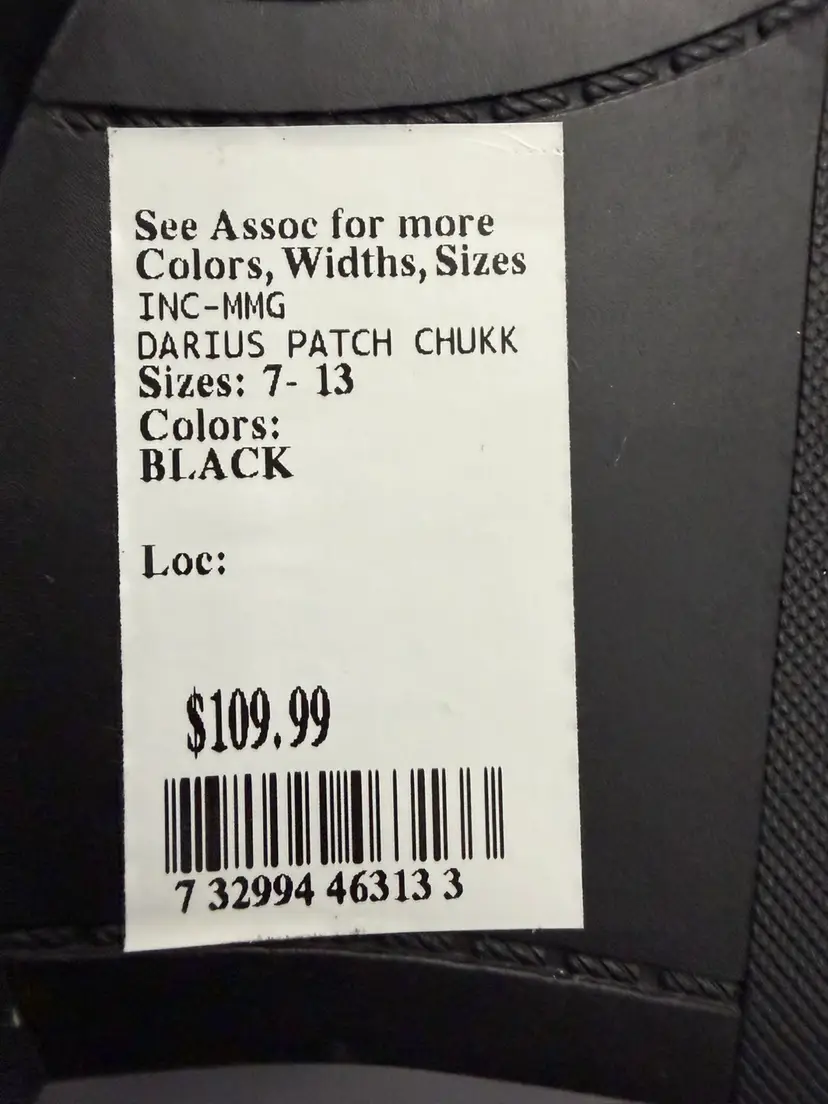 See Assoc for more
Colors, Widths, Sizes
INC-MMG
DARIUS PATCH CHUKK
Sizes: 7- 13
Colors:
BLACK
Loc:
$109.99
7 32994 46313 3